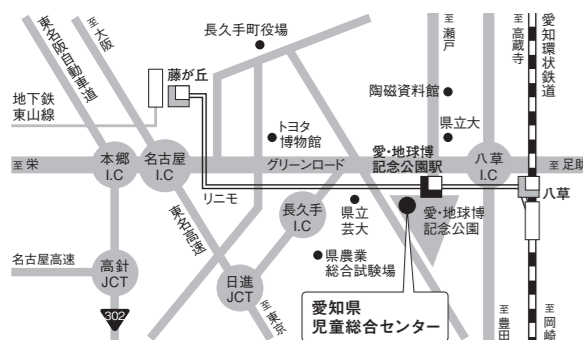 至大阪
東名阪自動車道
長久手町役場
至瀬戸
至高蔵寺
愛知環状鉄道
藤が丘
地下鉄
東山線
陶磁資料館
トヨタ
博物館
県立大
愛・地球博
記念公園駅
至栄
本郷
I.C
名古屋
I.C
グリーンロード
八草
I.C
至足助
リニモ
東名高速
長久手
I.C
県立
芸大
愛・地球博
記念公園
八草
名古屋高速
高針
JCT
日進
JCT
県農業
総合試験場
302
至東京
愛知県
児童総合センター
至豊田
至岡崎